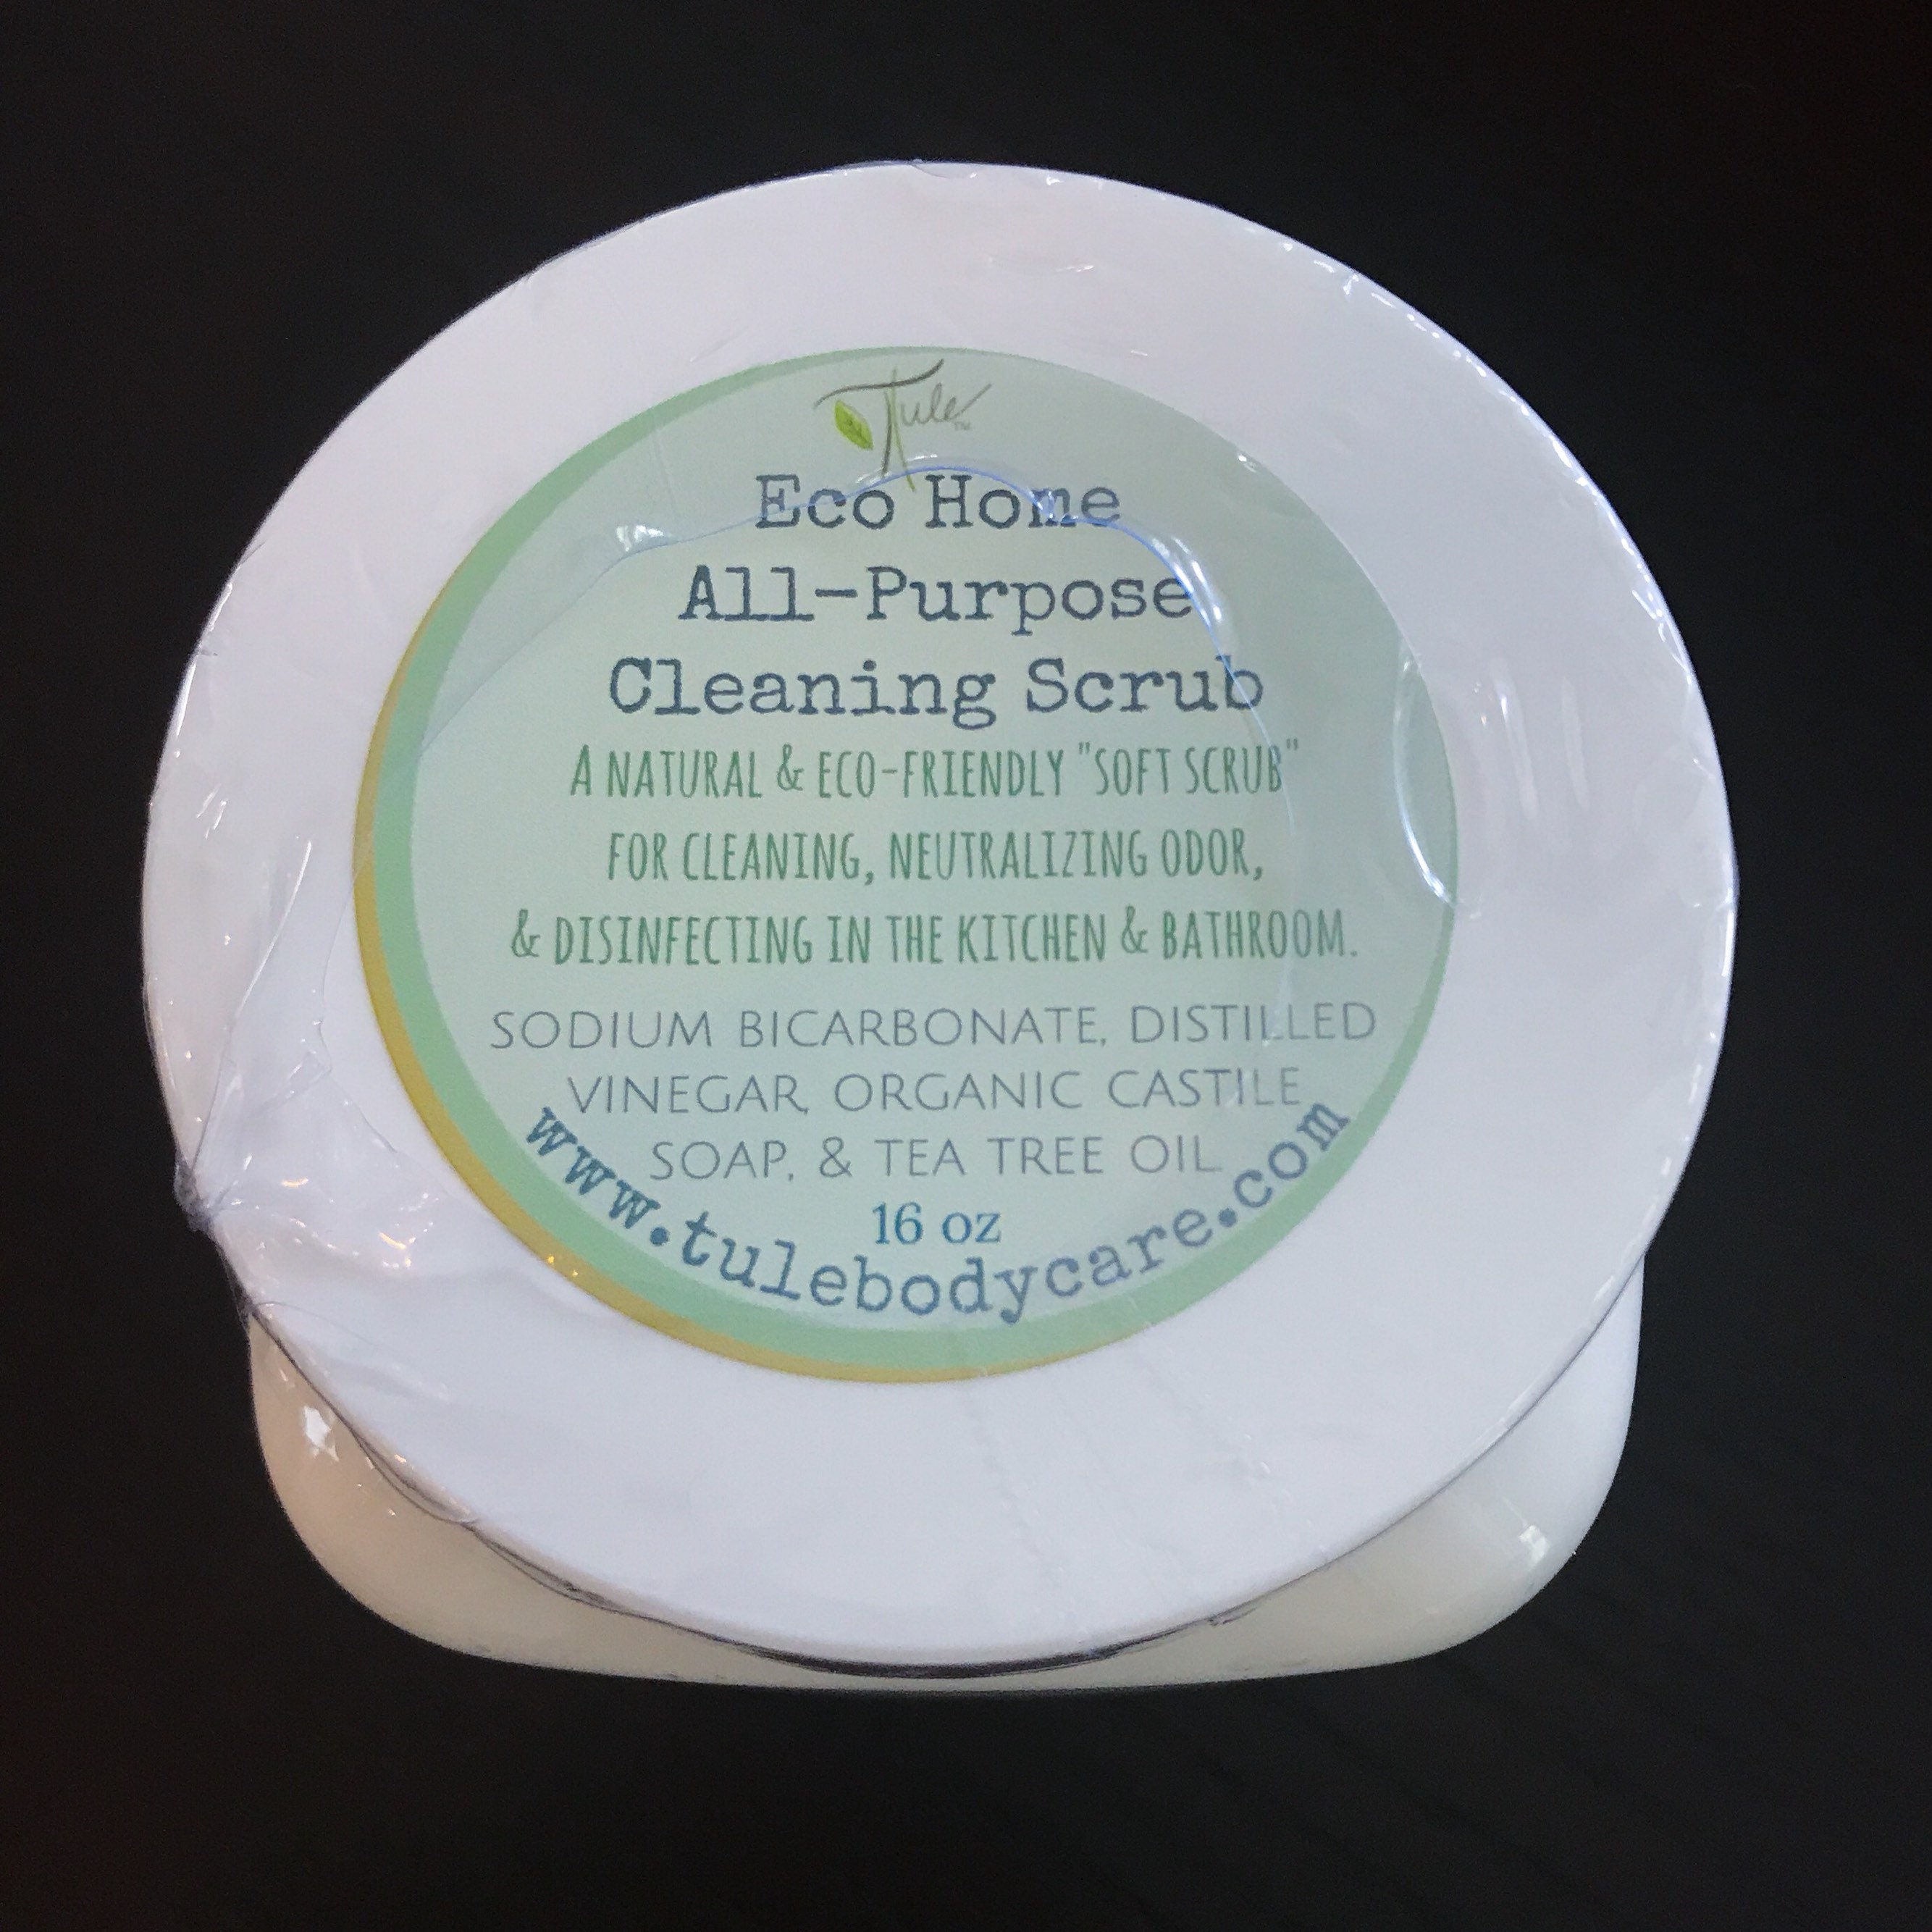 Tule™
Eco Home
All-Purpose
Cleaning Scrub
A NATURAL & ECO-FRIENDLY "SOFT SCRUB"
FOR CLEANING, NEUTRALIZING ODOR,
& DISINFECTING IN THE KITCHEN & BATHROOM.
SODIUM BICARBONATE, DISTILLED
VINEGAR, ORGANIC CASTILE
SOAP, & TEA TREE OIL
16 oz
www.tulebodycare.com